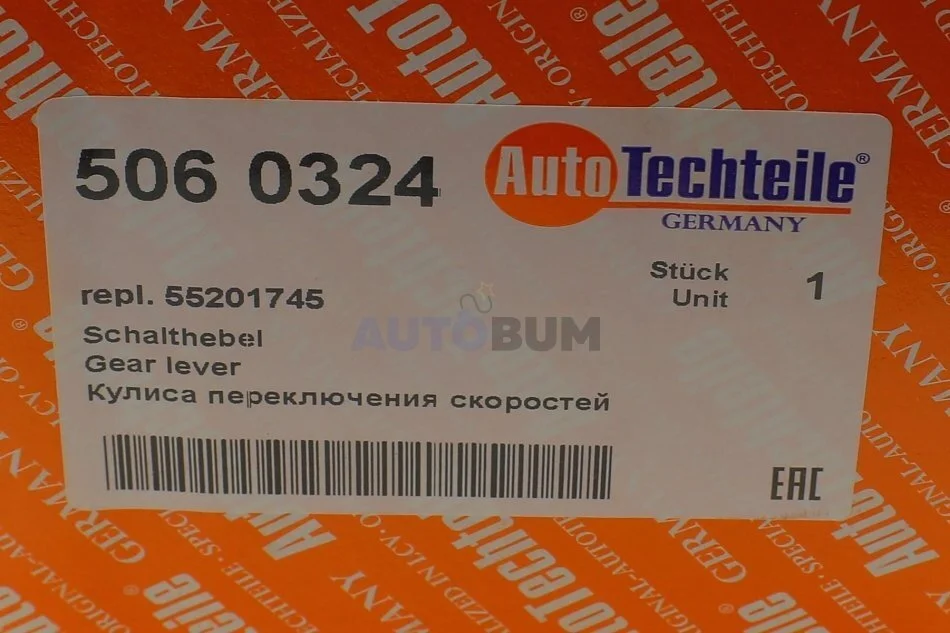 506 0324
AutoTechteile®
GERMANY
Stück
Unit
1
repl. 55201745
AUTOBUM
Schalthebel
Gear lever
Кулиса переключения скоростей
EAC